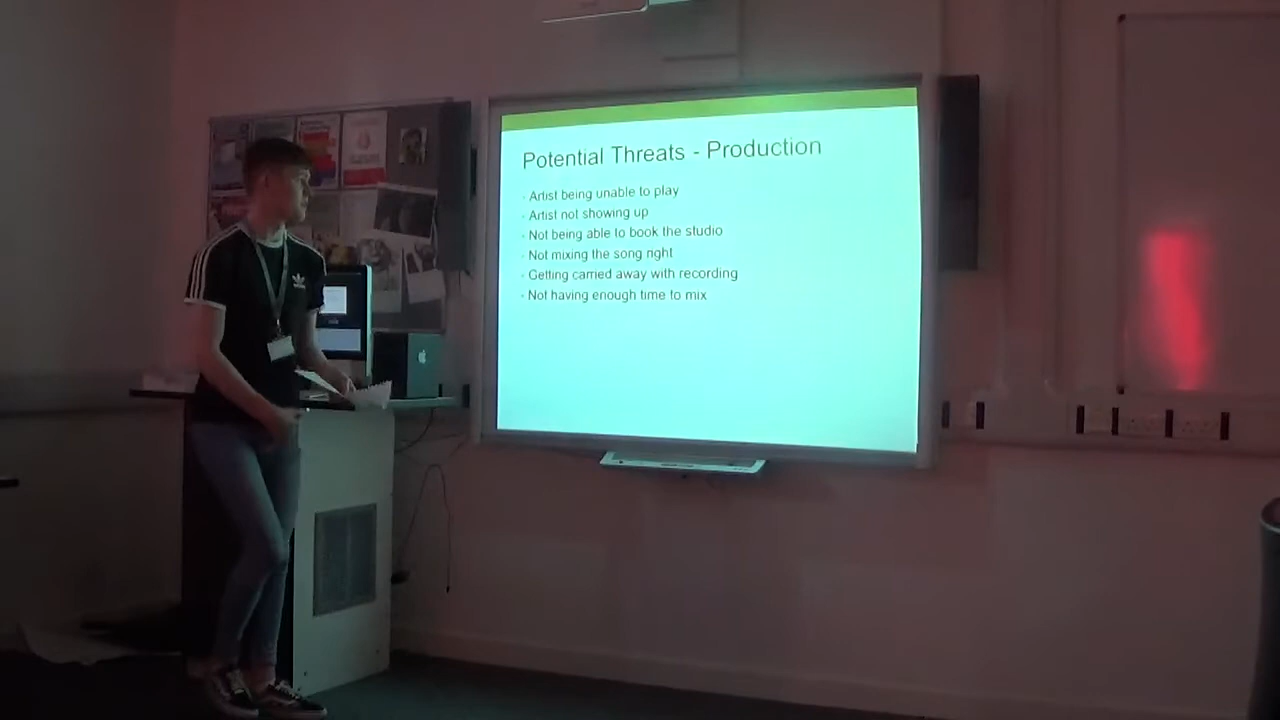 Potential Threats - Production
- Artist being unable to play
- Artist not showing up
- Not being able to book the studio
- Not mixing the song right
- Getting carried away with recording
- Not having enough time to mix